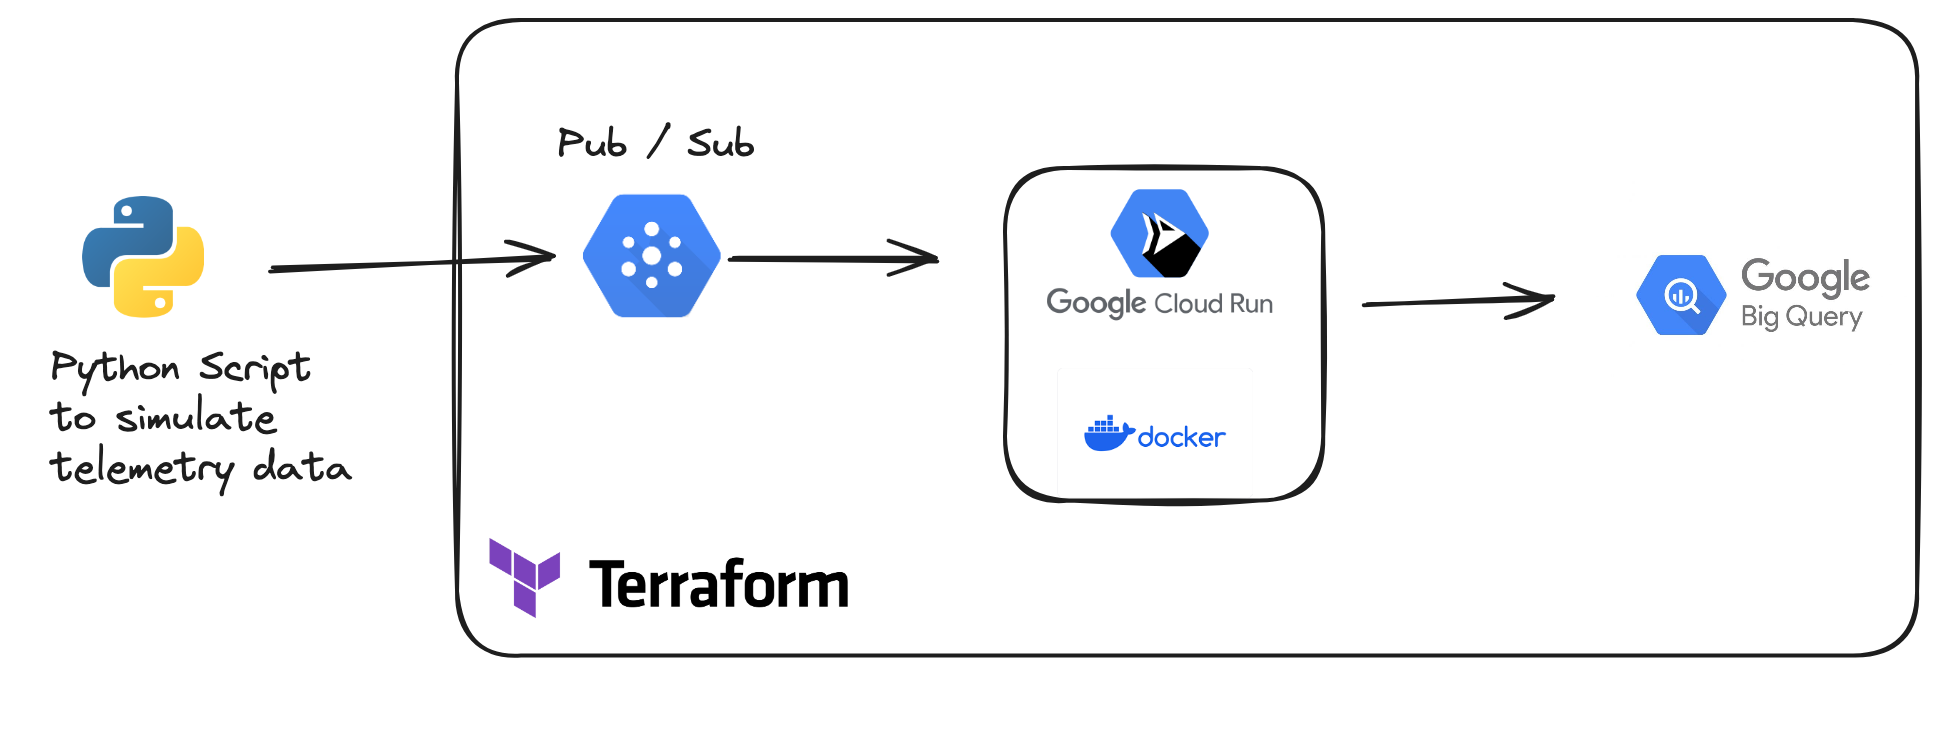 Pub / Sub
Python Script
to simulate
telemetry data
Google Cloud Run
docker
Google
Big Query
Terraform